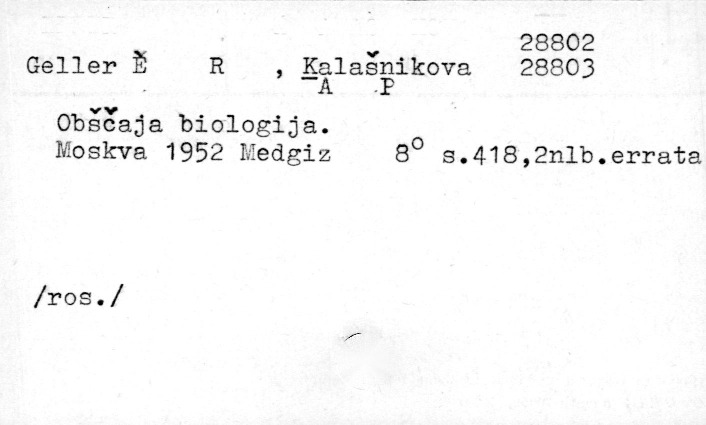 28802
Geller Ě R , Kalašnikova 28803
A P
Obščaja biologija.
Moskva 1952 Medgiz 8° s.418,2nlb.errata
/ros./